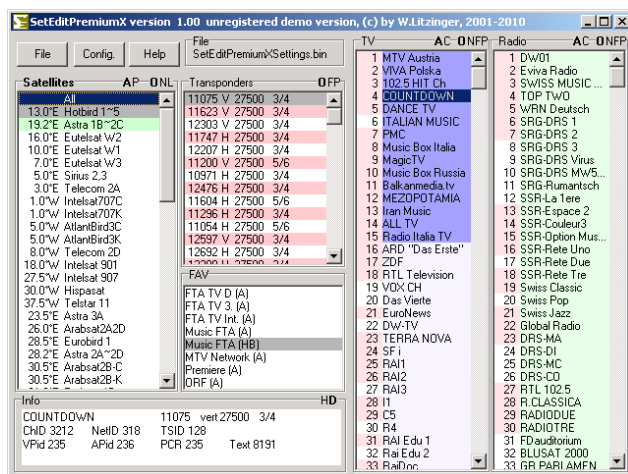 SetEditPremiumX version 1.00 unregistered demo version, (c) by W.Litzinger, 2001-2010
File
Config.
Help
File
SetEditPremiumXSettings.bin
Satellites AP ONL
All
13.0°E Hotbird 1~5
19.2°E Astra 1B~2C
16.0°E Eutelsat W2
10.0°E Eutelsat W1
7.0°E Eutelsat W3
5.0°E Sirius 2,3
3.0°E Telecom 2A
1.0°W Intelsat707C
1.0°W Intelsat707K
5.0°W AtlantBird3C
5.0°W AtlantBird3K
8.0°W Telecom 2D
18.0°W Intelsat 901
27.5°W Intelsat 907
30.0°W Hispasat
37.5°W Telstar 11
23.5°E Astra 3A
26.0°E Arabsat2A2D
28.5°E Eurobird 1
28.2°E Astra 2A~2D
30.5°E Arabsat2B-C
30.5°E Arabsat2B-K
Transponders OFP
11075 V 27500 3/4
11623 V 27500 3/4
12303 V 27500 3/4
11747 H 27500 3/4
12207 H 27500 3/4
11200 V 27500 5/6
10971 H 27500 3/4
12476 H 27500 3/4
11604 H 27500 5/6
11296 H 27500 3/4
11054 H 27500 5/6
12597 V 27500 3/4
12692 H 27500 3/4
FAV
FTA TV D (A)
FTA TV 3. (A)
FTA TV Int. (A)
Music FTA (A)
Music FTA (HB)
MTV Network (A)
Premiere (A)
ORF (A)
Info HD
COUNTDOWN 11075 vert 27500 3/4
ChID 3212 NetID 318 TSID 128
VPid 235 APid 236 PCR 235 Text 8191
TV AC ONFP
1 MTV Austria
2 VIVA Polska
3 102.5 HIT Ch
4 COUNTDOWN
5 DANCE TV
6 ITALIAN MUSIC
7 PMC
8 Music Box Italia
9 MagicTV
10 Music Box Russia
11 Balkanmedia.tv
12 MEZOPOTAMIA
13 Iran Music
14 ALL TV
15 Radio Italia TV
16 ARD "Das Erste"
17 ZDF
18 RTL Television
19 VOX CH
20 Das Vierte
21 EuroNews
22 DW-TV
23 TERRA NOVA
24 SF i
25 RAI1
26 RAI2
27 RAI3
28 I1
29 C5
30 R4
31 RAI Edu 1
32 Rai Edu 2
33 RaiDoc
Radio AC ONFP
1 DW01
2 Eviva Radio
3 SWISS MUSIC ...
4 TOP TWO
5 WRN Deutsch
6 SRG-DRS 1
7 SRG-DRS 2
8 SRG-DRS 3
9 SRG-DRS Virus
10 SRG-DRS MW5...
11 SRG-Rumantsch
12 SSR-La 1ere
13 SSR-Espace 2
14 SSR-Couleur3
15 SSR-Option Mus...
16 SSR-Rete Uno
17 SSR-Rete Due
18 SSR-Rete Tre
19 Swiss Classic
20 Swiss Pop
21 Swiss Jazz
22 Global Radio
23 DRS-MA
24 DRS-DI
25 DRS-MC
26 DRS-CO
27 RTL 102.5
28 R.CLASSICA
29 RADIODUE
30 RADIOTRE
31 FD auditorium
32 BLUSAT 2000
33 GR PARLAMEN